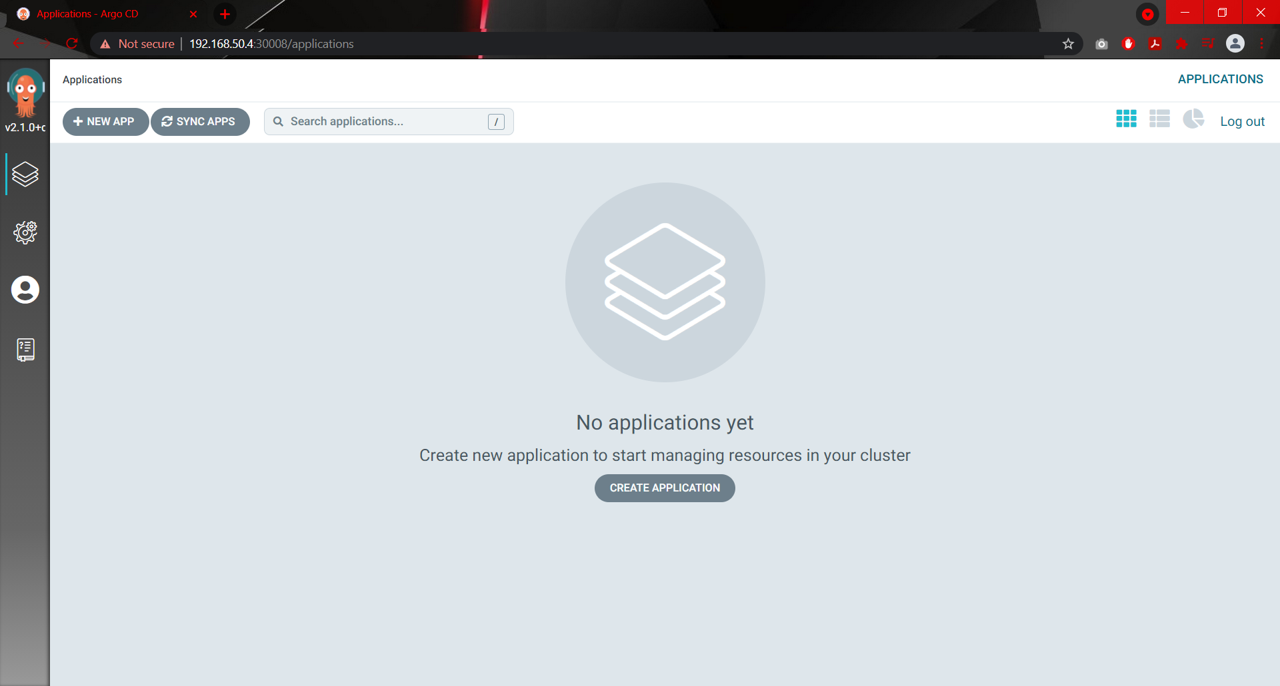 Applications - Argo CD
Not secure | 192.168.50.4:30008/applications
Applications
APPLICATIONS
v2.1.0+c
NEW APP
SYNC APPS
Search applications...
/
Log out
No applications yet
Create new application to start managing resources in your cluster
CREATE APPLICATION